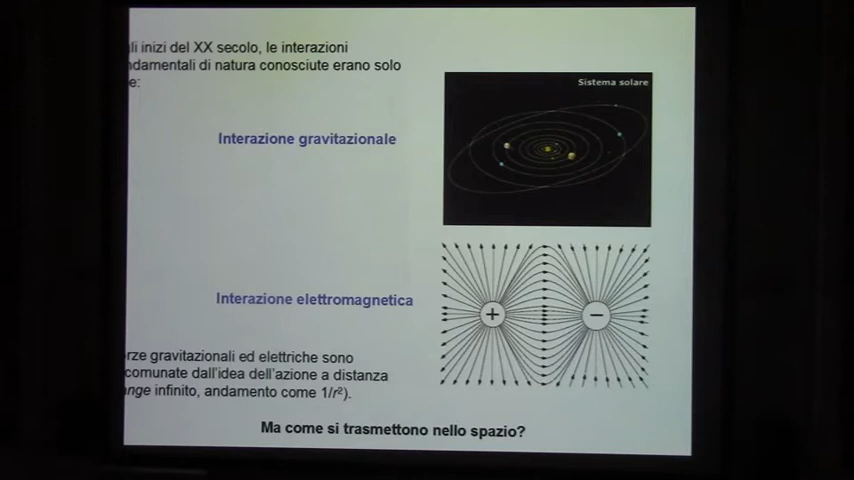 li inizi del XX secolo, le interazioni
ndamentali di natura conosciute erano solo
e:
Sistema solare
Interazione gravitazionale
+
−
Interazione elettromagnetica
rze gravitazionali ed elettriche sono
comunate dall'idea dell'azione a distanza
nge infinito, andamento come 1/r²).
Ma come si trasmettono nello spazio?